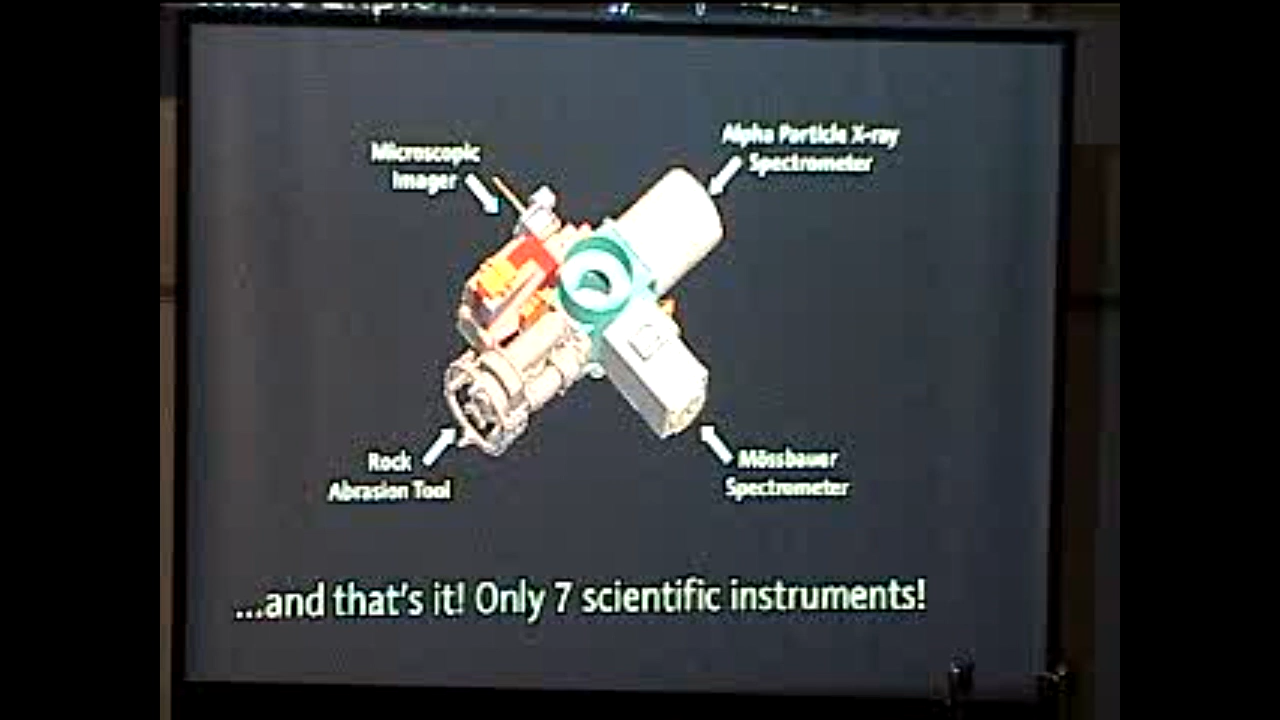 Microscopic
Imager
Alpha Particle X-ray
Spectrometer
Rock
Abrasion Tool
Mössbauer
Spectrometer
...and that's it! Only 7 scientific instruments!